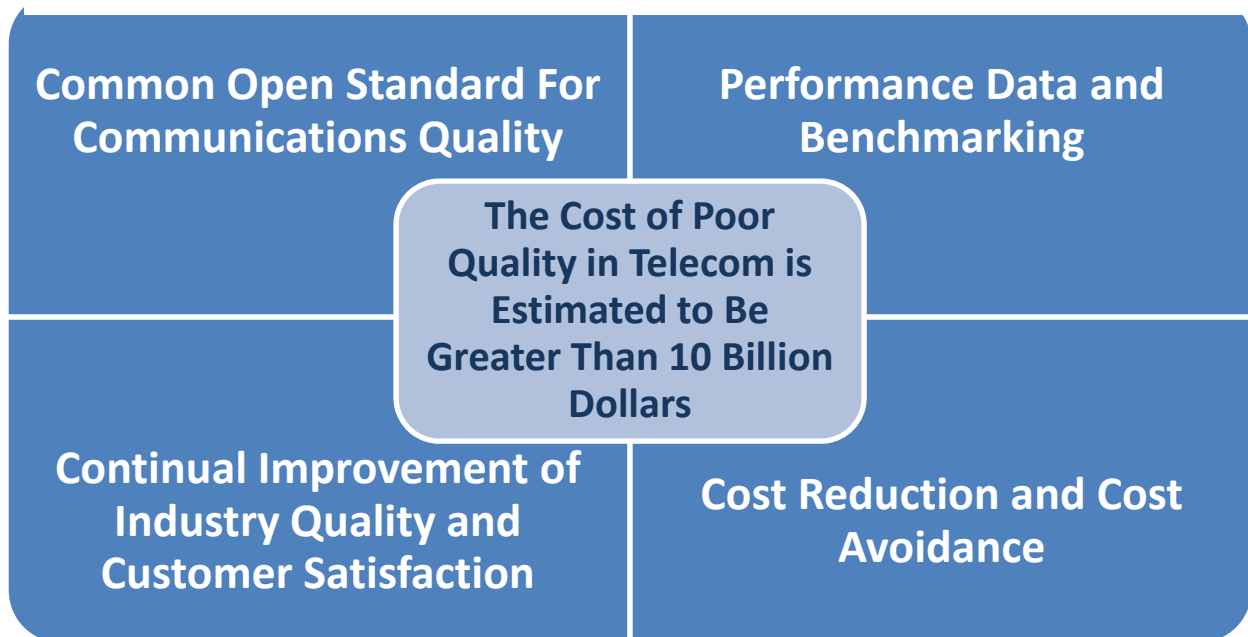 Common Open Standard For
Communications Quality
Performance Data and
Benchmarking
The Cost of Poor
Quality in Telecom is
Estimated to Be
Greater Than 10 Billion
Dollars
Continual Improvement of
Industry Quality and
Customer Satisfaction
Cost Reduction and Cost
Avoidance